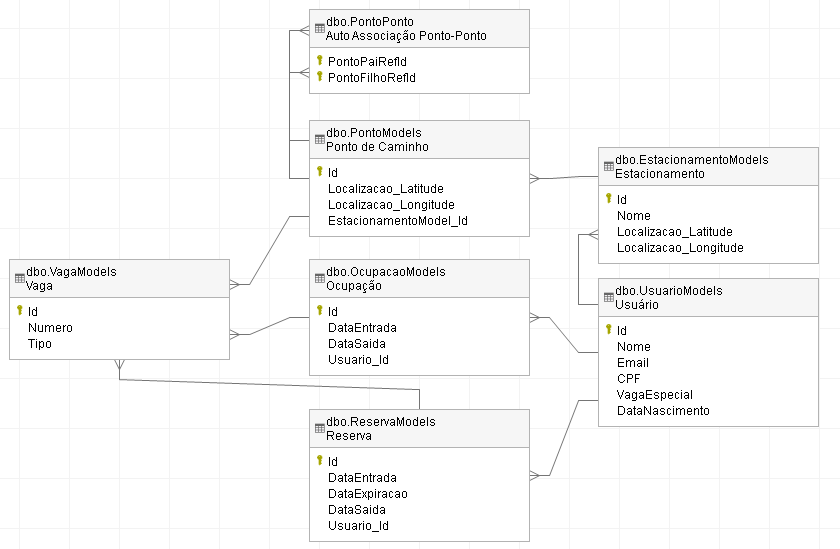 dbo.PontoPonto
Auto Associação Ponto-Ponto
PontoPaiRefId
PontoFilhoRefId
dbo.PontoModels
Ponto de Caminho
Id
Localizacao_Latitude
Localizacao_Longitude
EstacionamentoModel_Id
dbo.EstacionamentoModels
Estacionamento
Id
Nome
Localizacao_Latitude
Localizacao_Longitude
dbo.VagaModels
Vaga
Id
Numero
Tipo
dbo.OcupacaoModels
Ocupação
Id
DataEntrada
DataSaida
Usuario_Id
dbo.UsuarioModels
Usuário
Id
Nome
Email
CPF
VagaEspecial
DataNascimento
dbo.ReservaModels
Reserva
Id
DataEntrada
DataExpiracao
DataSaida
Usuario_Id